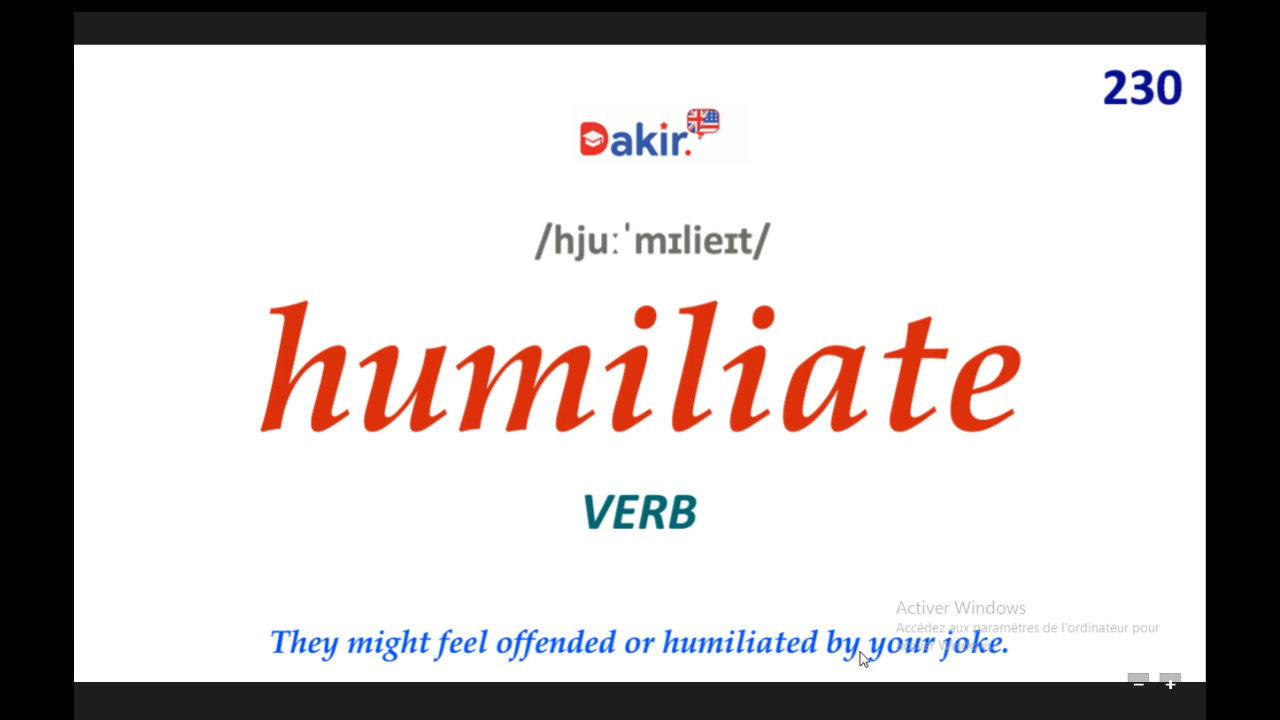 230
Dakir.
/hjuːˈmɪlieɪt/
humiliate
VERB
Activer Windows
Accédez aux paramètres de l'ordinateur pour
They might feel offended or humiliated by your joke.